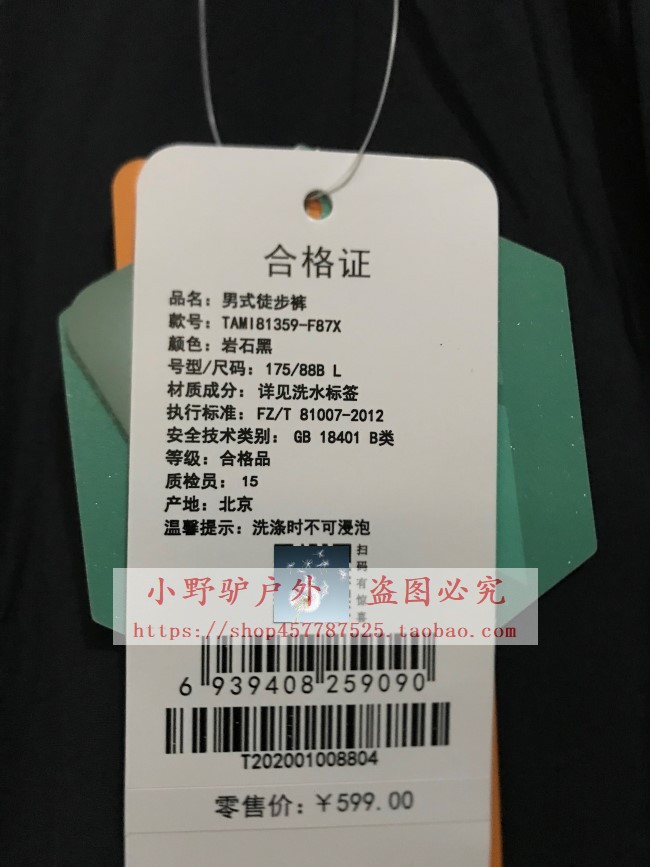 合格证
品名：男式徒步裤
款号：TAMI81359-F87X
颜色：岩石黑
号型/尺码：175/88B L
材质成分：详见洗水标签
执行标准：FZ/T 81007-2012
安全技术类别：GB 18401 B类
等级：合格品
质检员：15
产地：北京
温馨提示：洗涤时不可浸泡
扫码有惊喜
小野驴户外 盗图必究
https://shop457787525.taobao.com
6 939408 259090
T202001008804
零售价：¥599.00